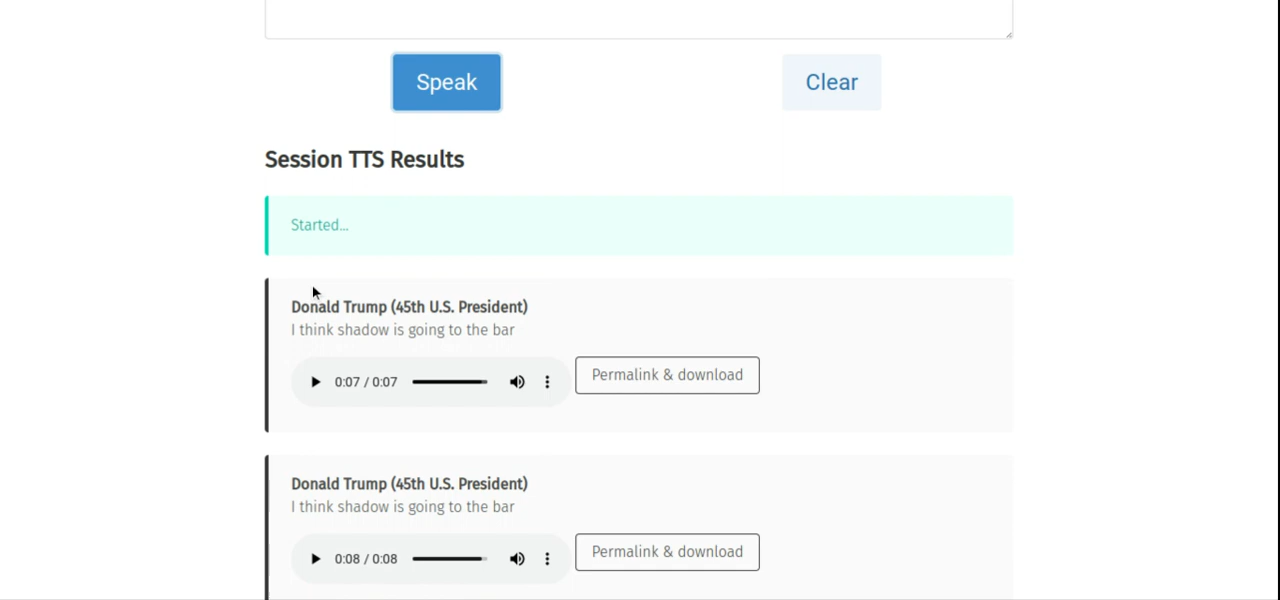 Speak
Clear
Session TTS Results
Started...
Donald Trump (45th U.S. President)
I think shadow is going to the bar
0:07 / 0:07
Permalink & download
Donald Trump (45th U.S. President)
I think shadow is going to the bar
0:08 / 0:08
Permalink & download